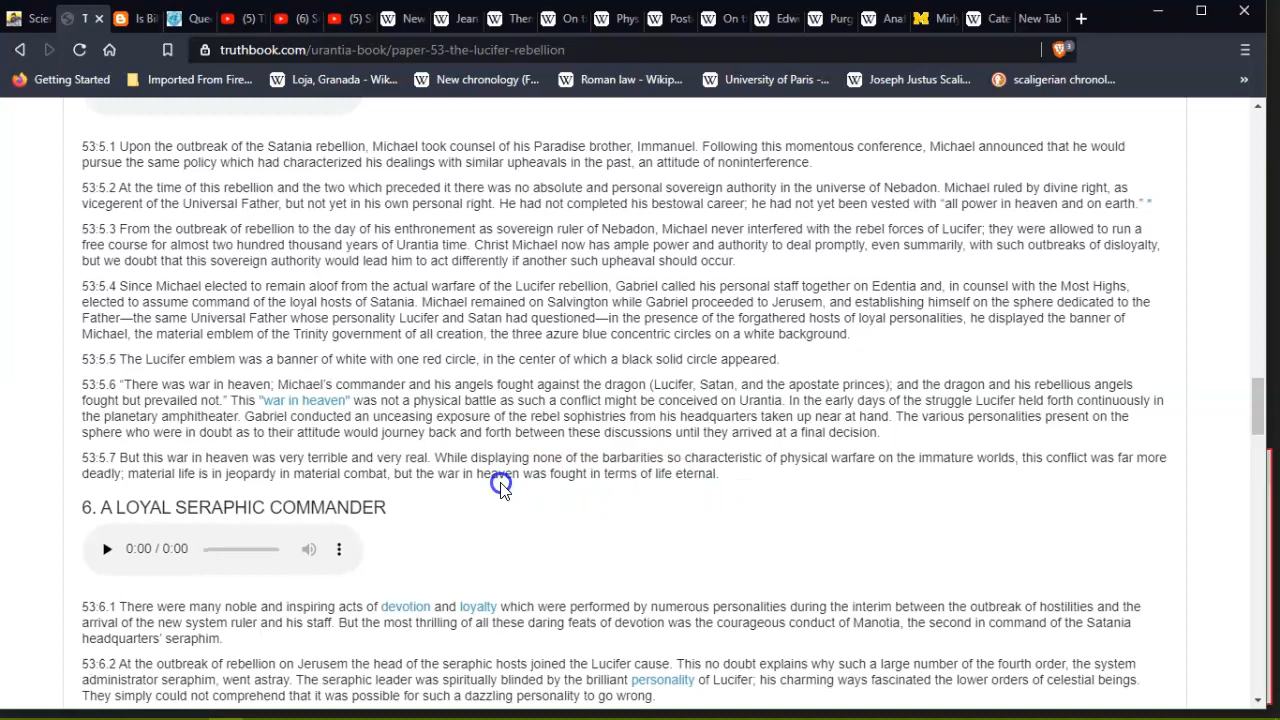 Scie
T
Is Bi
Que
(5) T
(6) S
(5) S
New
Jean
Ther
On t
Phys
Post-
On t
Edw
Purg
Anat
Mirly
Cate
New Tab
truthbook.com/urantia-book/paper-53-the-lucifer-rebellion
3
Getting Started
Imported From Fire...
Loja, Granada - Wik...
New chronology (F...
Roman law - Wikip...
University of Paris -...
Joseph Justus Scali...
scaligerian chronol...
53:5.1 Upon the outbreak of the Satania rebellion, Michael took counsel of his Paradise brother, Immanuel. Following this momentous conference, Michael announced that he would
pursue the same policy which had characterized his dealings with similar upheavals in the past, an attitude of noninterference.
53:5.2 At the time of this rebellion and the two which preceded it there was no absolute and personal sovereign authority in the universe of Nebadon. Michael ruled by divine right, as
vicegerent of the Universal Father, but not yet in his own personal right. He had not completed his bestowal career; he had not yet been vested with “all power in heaven and on earth.” *
53:5.3 From the outbreak of rebellion to the day of his enthronement as sovereign ruler of Nebadon, Michael never interfered with the rebel forces of Lucifer; they were allowed to run a
free course for almost two hundred thousand years of Urantia time. Christ Michael now has ample power and authority to deal promptly, even summarily, with such outbreaks of disloyalty,
but we doubt that this sovereign authority would lead him to act differently if another such upheaval should occur.
53:5.4 Since Michael elected to remain aloof from the actual warfare of the Lucifer rebellion, Gabriel called his personal staff together on Edentia and, in counsel with the Most Highs,
elected to assume command of the loyal hosts of Satania. Michael remained on Salvington while Gabriel proceeded to Jerusem, and establishing himself on the sphere dedicated to the
Father—the same Universal Father whose personality Lucifer and Satan had questioned—in the presence of the forgathered hosts of loyal personalities, he displayed the banner of
Michael, the material emblem of the Trinity government of all creation, the three azure blue concentric circles on a white background.
53:5.5 The Lucifer emblem was a banner of white with one red circle, in the center of which a black solid circle appeared.
53:5.6 “There was war in heaven; Michael’s commander and his angels fought against the dragon (Lucifer, Satan, and the apostate princes); and the dragon and his rebellious angels
fought but prevailed not.” This "war in heaven" was not a physical battle as such a conflict might be conceived on Urantia. In the early days of the struggle Lucifer held forth continuously in
the planetary amphitheater. Gabriel conducted an unceasing exposure of the rebel sophistries from his headquarters taken up near at hand. The various personalities present on the
sphere who were in doubt as to their attitude would journey back and forth between these discussions until they arrived at a final decision.
53:5.7 But this war in heaven was very terrible and very real. While displaying none of the barbarities so characteristic of physical warfare on the immature worlds, this conflict was far more
deadly; material life is in jeopardy in material combat, but the war in heaven was fought in terms of life eternal.
6. A LOYAL SERAPHIC COMMANDER
0:00 / 0:00
53:6.1 There were many noble and inspiring acts of devotion and loyalty which were performed by numerous personalities during the interim between the outbreak of hostilities and the
arrival of the new system ruler and his staff. But the most thrilling of all these daring feats of devotion was the courageous conduct of Manotia, the second in command of the Satania
headquarters’ seraphim.
53:6.2 At the outbreak of rebellion on Jerusem the head of the seraphic hosts joined the Lucifer cause. This no doubt explains why such a large number of the fourth order, the system
administrator seraphim, went astray. The seraphic leader was spiritually blinded by the brilliant personality of Lucifer; his charming ways fascinated the lower orders of celestial beings.
They simply could not comprehend that it was possible for such a dazzling personality to go wrong.